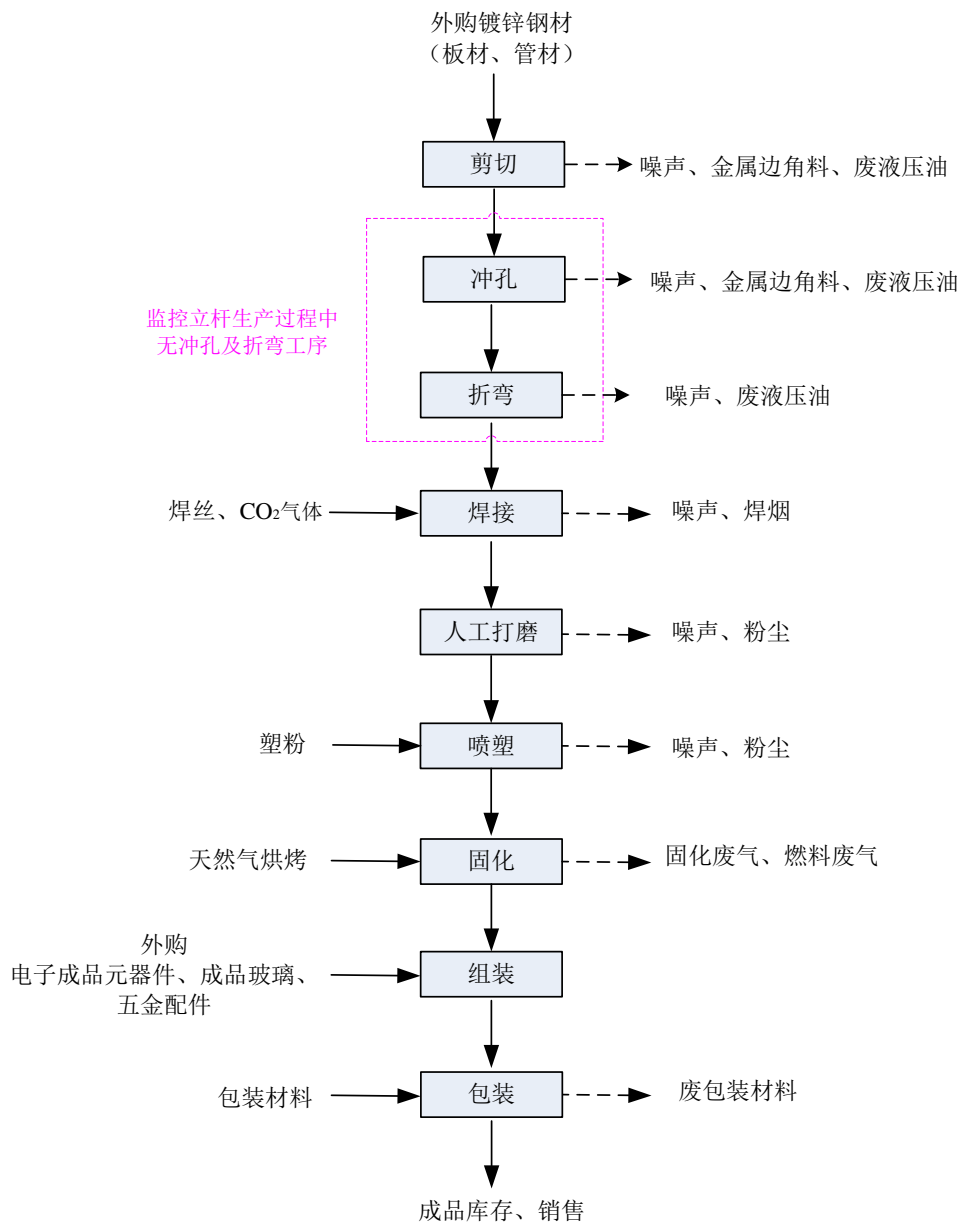 外购镀锌钢材
（板材、管材）
剪切
噪声、金属边角料、废液压油
冲孔
噪声、金属边角料、废液压油
监控立杆生产过程中
无冲孔及折弯工序
折弯
噪声、废液压油
焊丝、CO₂气体
焊接
噪声、焊烟
人工打磨
噪声、粉尘
塑粉
喷塑
噪声、粉尘
天然气烘烤
固化
固化废气、燃料废气
外购
电子成品元器件、成品玻璃、
五金配件
组装
包装材料
包装
废包装材料
成品库存、销售